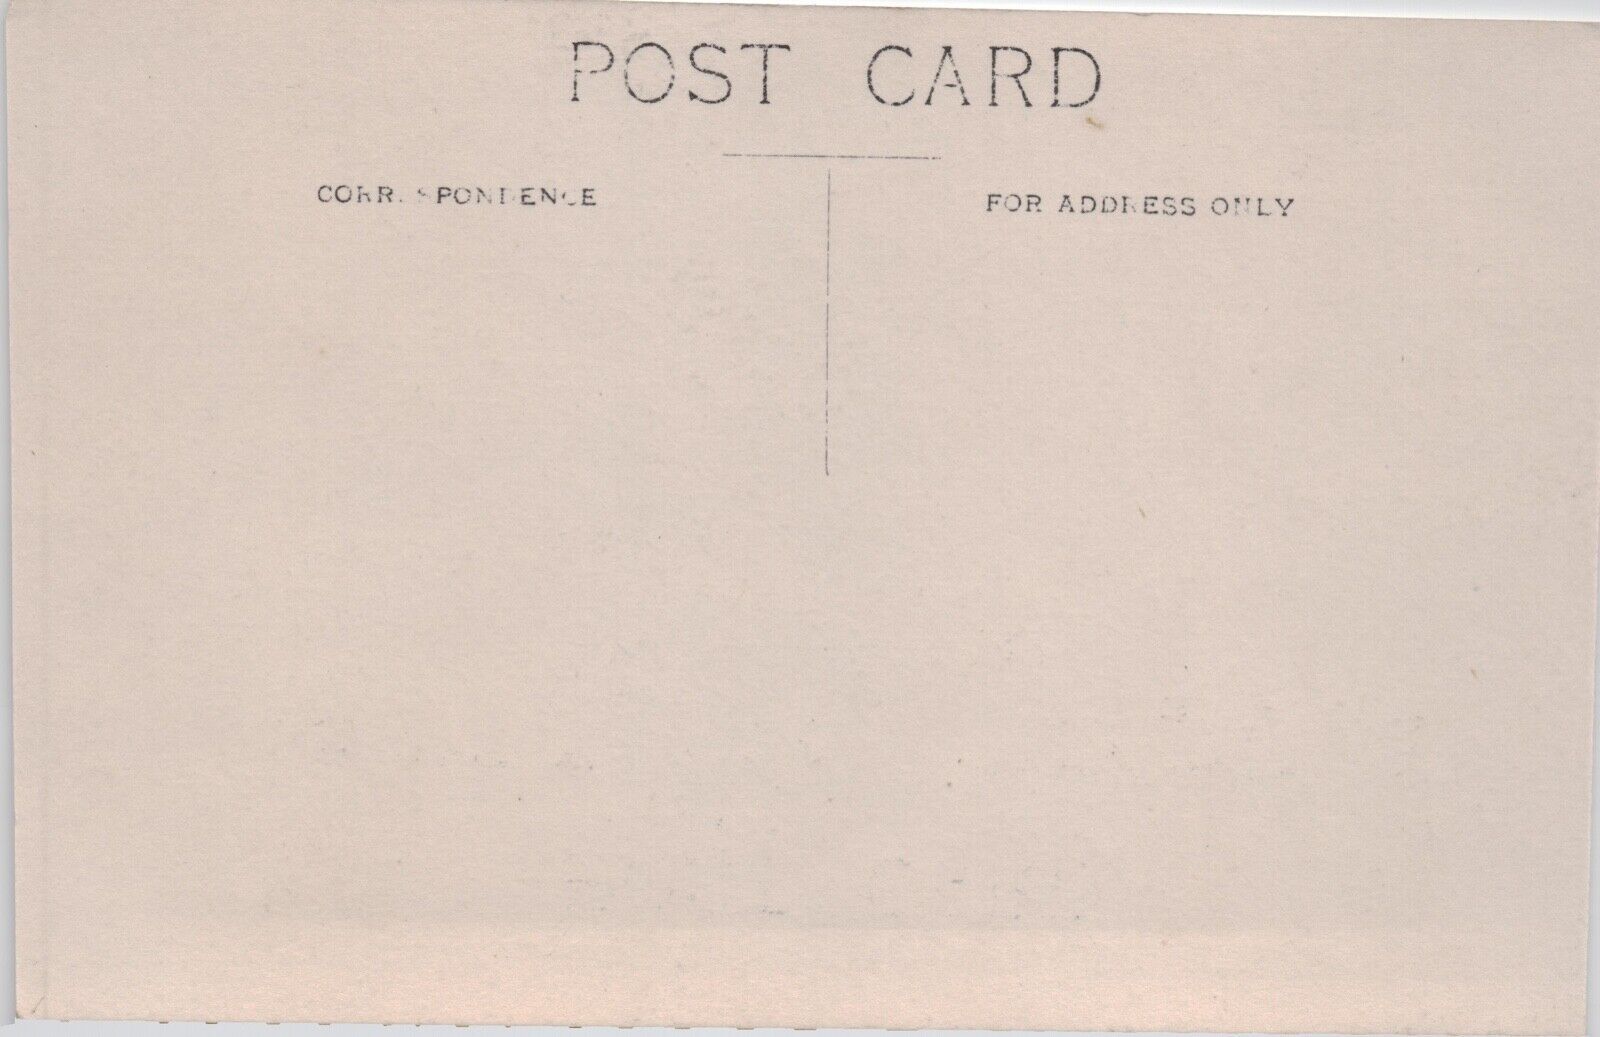 POST CARD
CORRESPONDENCE
FOR ADDRESS ONLY